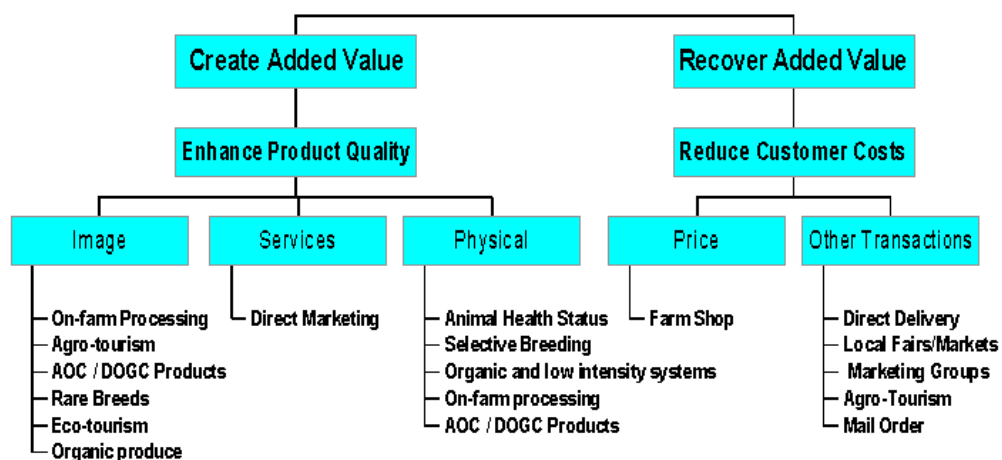 Create Added Value
Recover Added Value
Enhance Product Quality
Reduce Customer Costs
Image
Services
Physical
Price
Other Transactions
On-farm Processing
Agro-tourism
AOC / DOGC Products
Rare Breeds
Eco-tourism
Organic produce
Direct Marketing
Animal Health Status
Selective Breeding
Organic and low intensity systems
On-farm processing
AOC / DOGC Products
Farm Shop
Direct Delivery
Local Fairs/Markets
Marketing Groups
Agro-Tourism
Mail Order